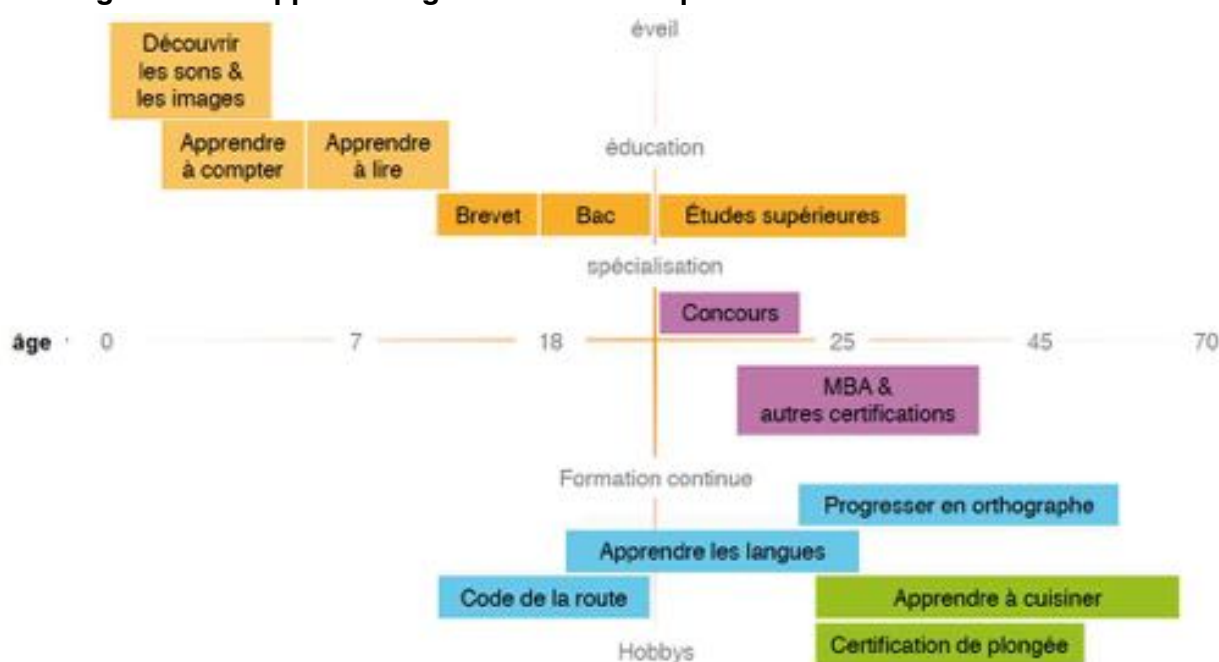 éveil
Découvrir
les sons &
les images
Apprendre
à compter
Apprendre
à lire
éducation
Brevet
Bac
Études supérieures
spécialisation
Concours
âge 0 7 18 25 45 70
MBA &
autres certifications
Formation continue
Progresser en orthographe
Apprendre les langues
Code de la route
Apprendre à cuisiner
Certification de plongée
Hobbys